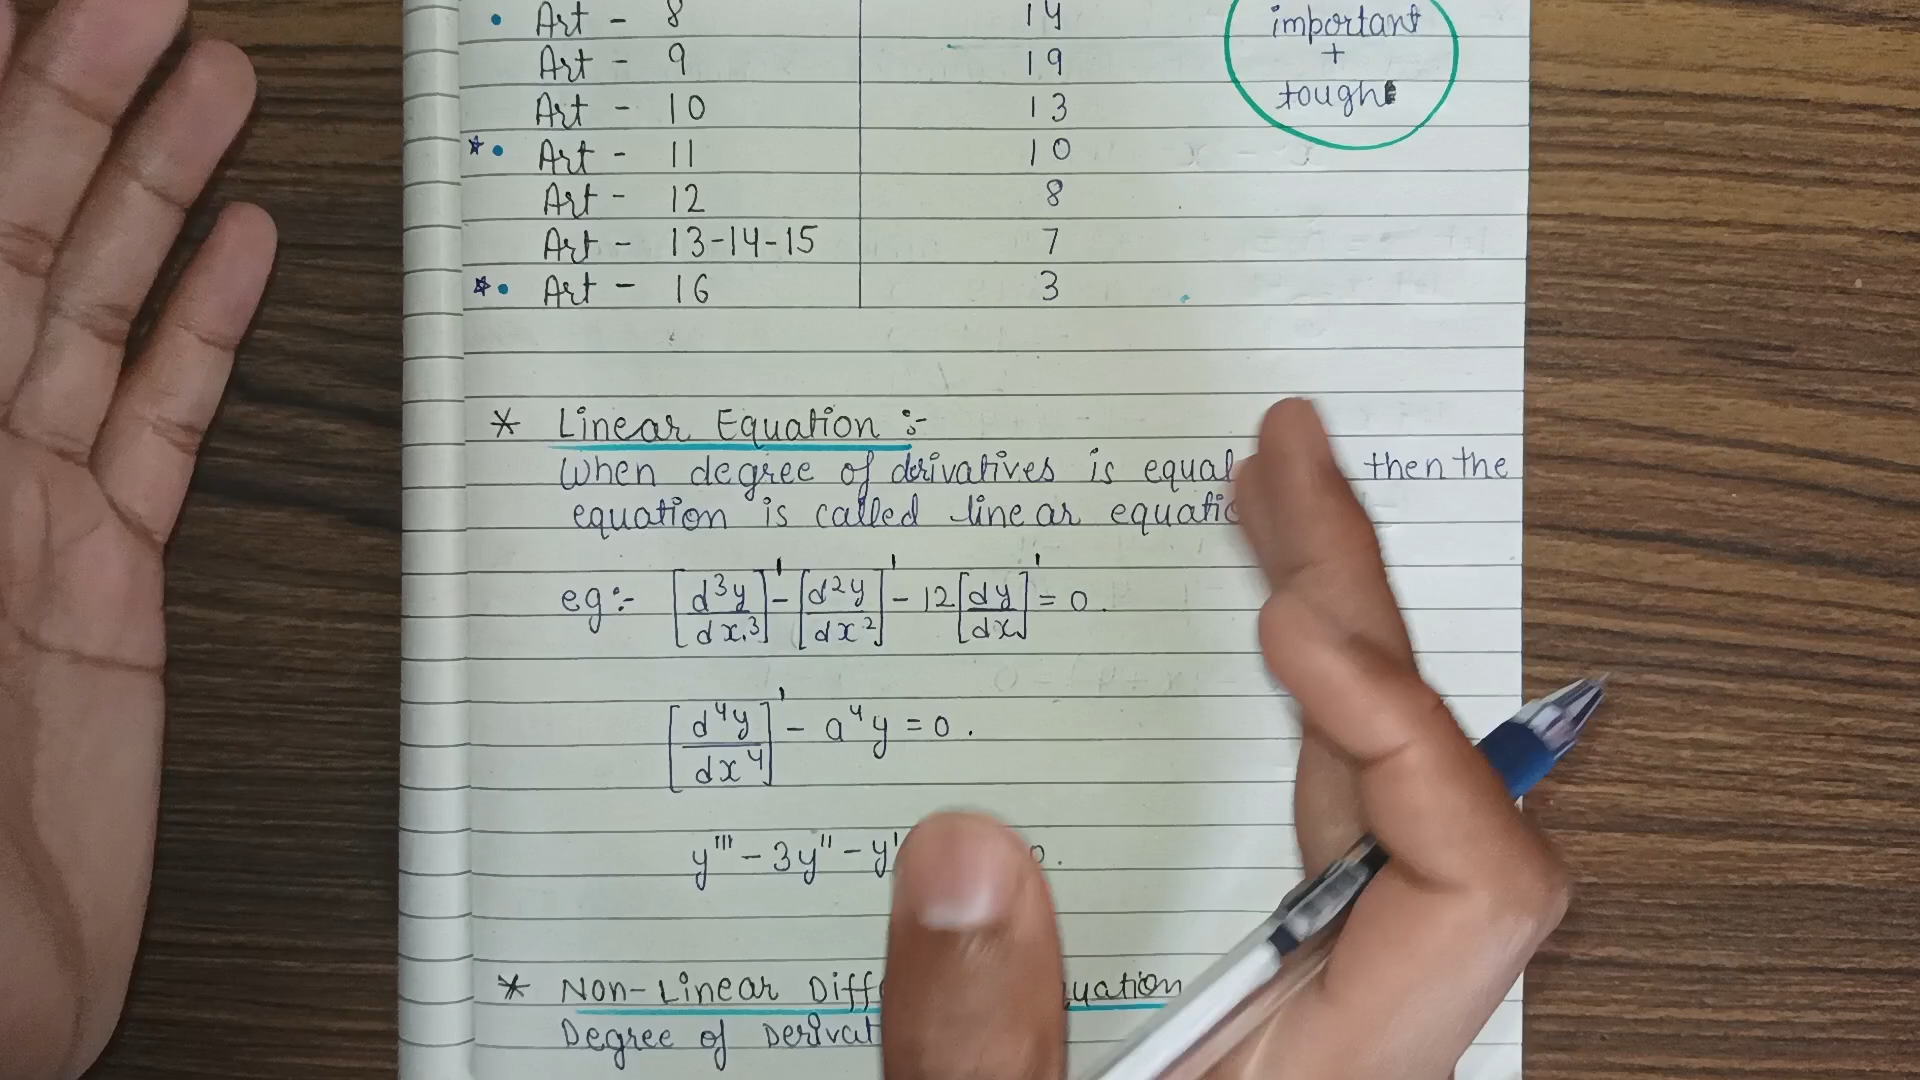 • Art - 8 14
Art - 9 19
Art - 10 13
☆• Art - 11 10
Art - 12 8
Art - 13-14-15 7
☆• Art - 16 3
important
+
tough
* Linear Equation :-
When degree of derivatives is equal then the
equation is called linear
eg:- [d³y/dx³]¹ - [d²y/dx²]¹ - 12[dy/dx]¹ = 0.
[d⁴y/dx⁴]¹ - a⁴y = 0.
y''' - 3y'' - y' 0.
* Non-Linear
Degree of